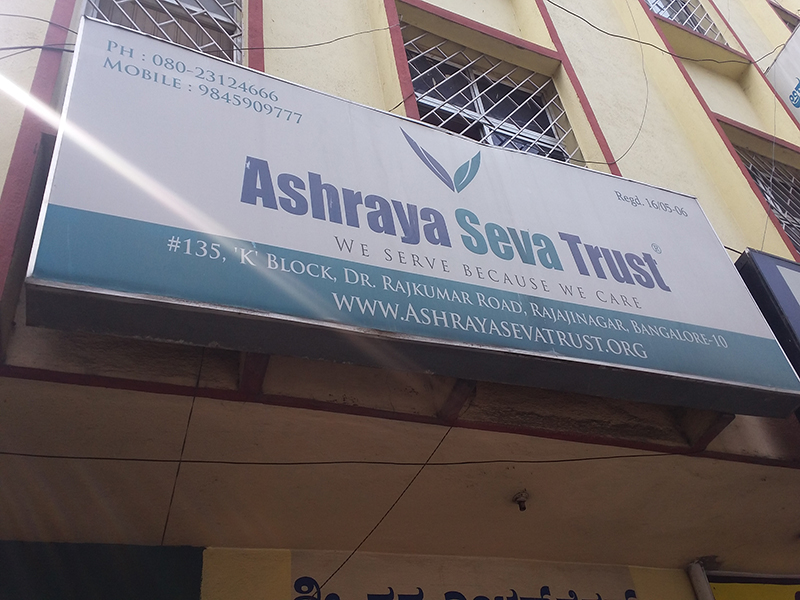 PH : 080-23124666
MOBILE : 9845909777
Regd. 16/05-06
Ashraya Seva Trust ®
WE SERVE BECAUSE WE CARE
#135, 'K' BLOCK, DR. RAJKUMAR ROAD, RAJAJINAGAR, BANGALORE-10
WWW.ASHRAYASEVATRUST.ORG